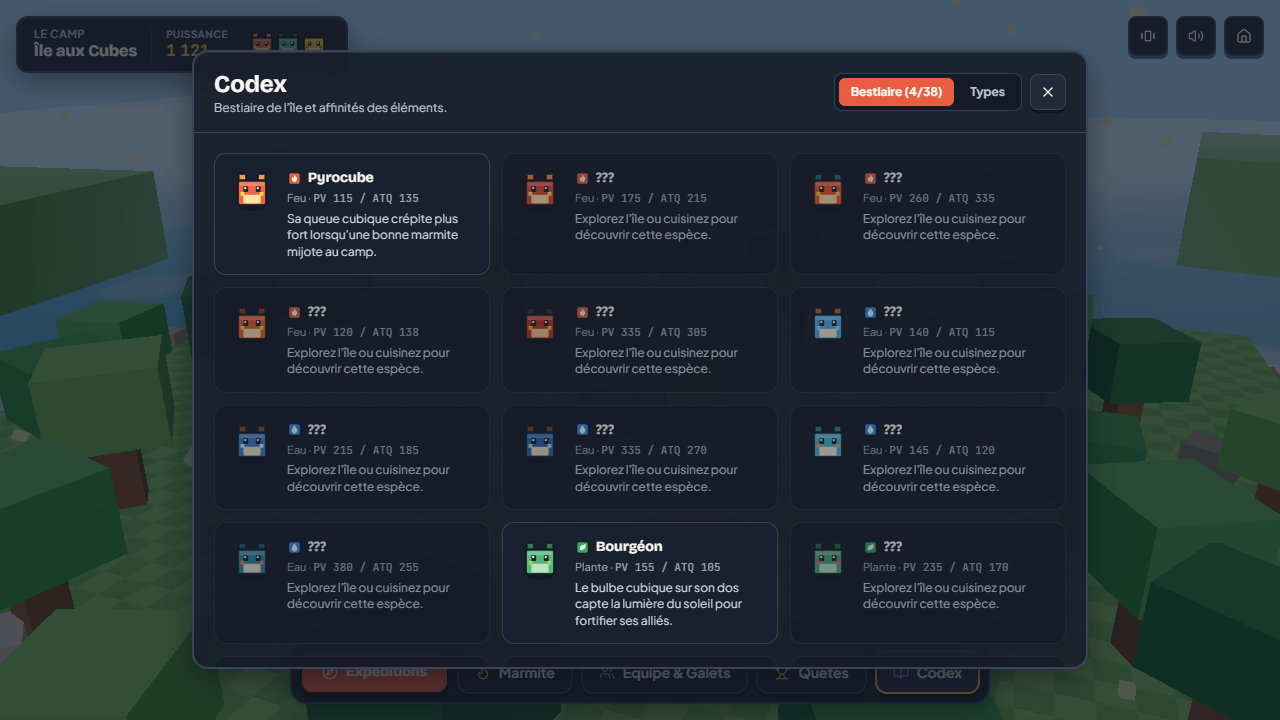 LE CAMP
Île aux Cubes
PUISSANCE
1 121
Codex
Bestiaire de l'île et affinités des éléments.
Bestiaire (4/38)
Types
Pyrocube
Feu · PV 115 / ATQ 135
Sa queue cubique crépite plus
fort lorsqu'une bonne marmite
mijote au camp.
???
Feu · PV 175 / ATQ 215
Explorez l'île ou cuisinez pour
découvrir cette espèce.
???
Feu · PV 260 / ATQ 335
Explorez l'île ou cuisinez pour
découvrir cette espèce.
???
Feu · PV 120 / ATQ 138
Explorez l'île ou cuisinez pour
découvrir cette espèce.
???
Feu · PV 335 / ATQ 305
Explorez l'île ou cuisinez pour
découvrir cette espèce.
???
Eau · PV 140 / ATQ 115
Explorez l'île ou cuisinez pour
découvrir cette espèce.
???
Eau · PV 215 / ATQ 185
Explorez l'île ou cuisinez pour
découvrir cette espèce.
???
Eau · PV 335 / ATQ 270
Explorez l'île ou cuisinez pour
découvrir cette espèce.
???
Eau · PV 145 / ATQ 120
Explorez l'île ou cuisinez pour
découvrir cette espèce.
???
Eau · PV 380 / ATQ 255
Explorez l'île ou cuisinez pour
découvrir cette espèce.
Bourgéon
Plante · PV 155 / ATQ 105
Le bulbe cubique sur son dos
capte la lumière du soleil pour
fortifier ses alliés.
???
Plante · PV 235 / ATQ 170
Explorez l'île ou cuisinez pour
découvrir cette espèce.
Expéditions
Marmite
Équipe & Galets
Quêtes
Codex